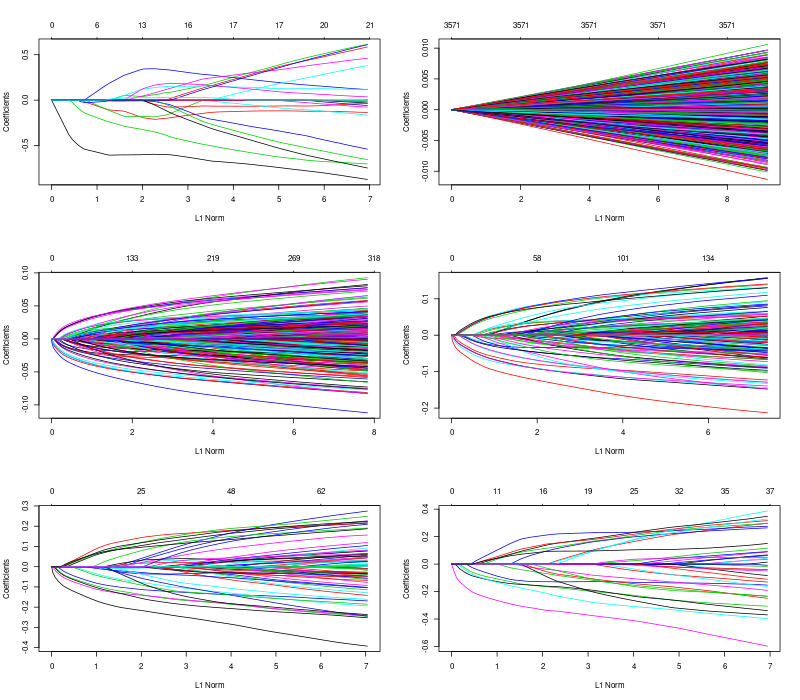 0 6 13 16 17 17 20 21
0.5
0.0
-0.5
Coefficients
0 1 2 3 4 5 6 7
L1 Norm
3571 3571 3571 3571 3571
0.010
0.005
0.000
-0.005
-0.010
Coefficients
0 2 4 6 8
L1 Norm
0 133 219 269 318
0.10
0.05
0.00
-0.05
-0.10
Coefficients
0 2 4 6 8
L1 Norm
0 58 101 134
0.1
0.0
-0.1
-0.2
Coefficients
0 2 4 6
L1 Norm
0 25 48 62
0.3
0.2
0.1
0.0
-0.1
-0.2
-0.3
-0.4
Coefficients
0 1 2 3 4 5 6 7
L1 Norm
0 11 16 19 25 32 35 37
0.4
0.2
0.0
-0.2
-0.4
-0.6
Coefficients
0 1 2 3 4 5 6 7
L1 Norm